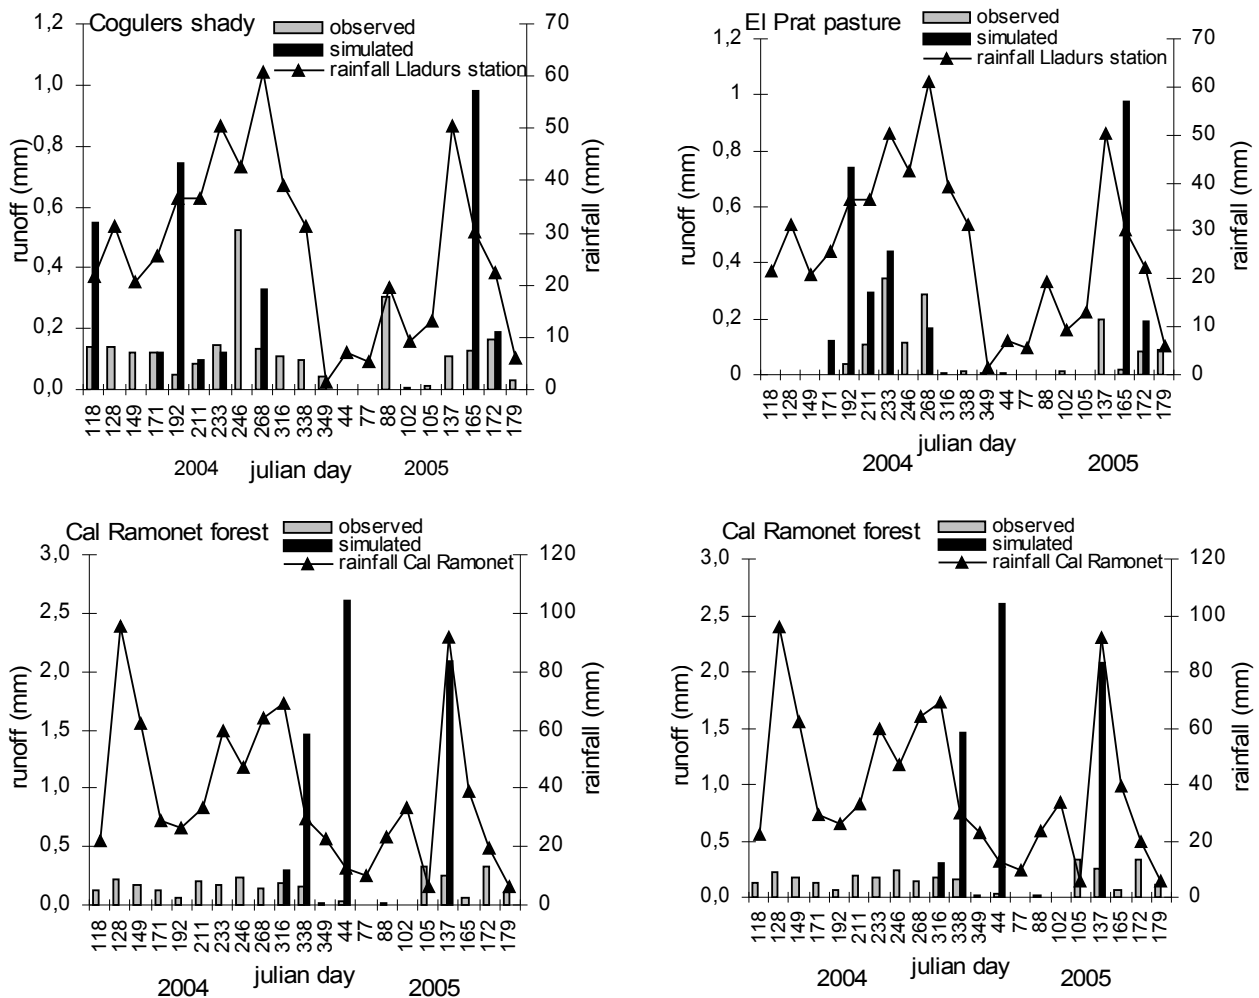 Cogulers shady
observed
simulated
rainfall Lladurs station
1,2
1,0
0,8
0,6
0,4
0,2
0,0
runoff (mm)
70
60
50
40
30
20
10
0
rainfall (mm)
118 128 149 171 192 211 233 246 268 316 338 349 44 77 88 102 105 137 165 172 179
2004 julian day 2005
El Prat pasture
observed
simulated
rainfall Lladurs station
1,2
1
0,8
0,6
0,4
0,2
0
runoff (mm)
70
60
50
40
30
20
10
0
rainfall (mm)
118 128 149 171 192 211 233 246 268 316 338 349 44 77 88 102 105 137 165 172 179
julian day
2004 2005
Cal Ramonet forest
observed
simulated
rainfall Cal Ramonet
3,0
2,5
2,0
1,5
1,0
0,5
0,0
runoff (mm)
120
100
80
60
40
20
0
rainfall (mm)
118 128 149 171 192 211 233 246 268 316 338 349 44 77 88 102 105 137 165 172 179
julian day
2004 2005
Cal Ramonet forest
observed
simulated
rainfall Cal Ramonet
3,0
2,5
2,0
1,5
1,0
0,5
0,0
runoff (mm)
120
100
80
60
40
20
0
rainfall (mm)
118 128 149 171 192 211 233 246 268 316 338 349 44 77 88 102 105 137 165 172 179
julian day
2004 2005